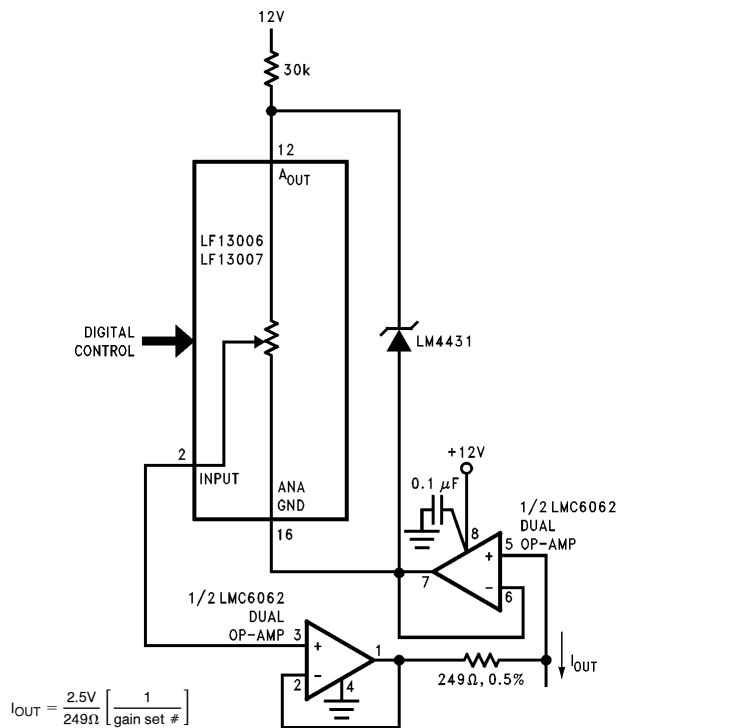 12V
30k
12
AOUT
LF13006
LF13007
DIGITAL
CONTROL
LM4431
2
INPUT
ANA
GND
16
+12V
0.1 μF
8
1/2 LMC6062
DUAL
OP-AMP
5
+
7
−
6
1/2 LMC6062
DUAL
OP-AMP
3
+
1
−
2
4
249Ω, 0.5%
IOUT
IOUT = 2.5V / 249Ω [ 1 / gain set # ]